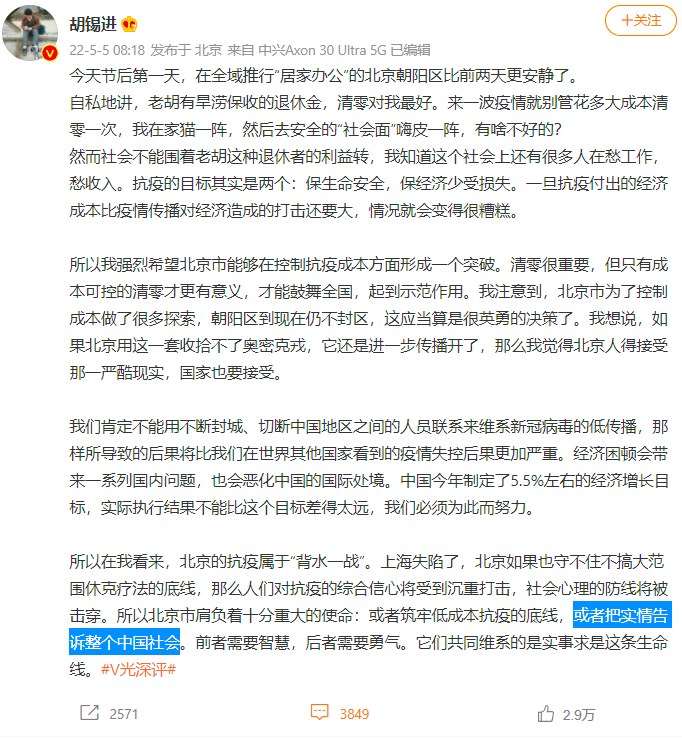 胡锡进
+关注
22-5-5 08:18 发布于 北京 来自 中兴Axon 30 Ultra 5G 已编辑
今天节后第一天，在全域推行“居家办公”的北京朝阳区比前两天更安静了。
自私地讲，老胡有旱涝保收的退休金，清零对我最好。来一波疫情就别管花多大成本清
零一次，我在家猫一阵，然后去安全的“社会面”嗨皮一阵，有啥不好的？
然而社会不能围着老胡这种退休者的利益转，我知道这个社会上还有很多人在愁工作，
愁收入。抗疫的目标其实是两个：保生命安全，保经济少受损失。一旦抗疫付出的经济
成本比疫情传播对经济造成的打击还要大，情况就会变得很糟糕。
所以我强烈希望北京市能够在控制抗疫成本方面形成一个突破。清零很重要，但只有成
本可控的清零才更有意义，才能鼓舞全国，起到示范作用。我注意到，北京市为了控制
成本做了很多探索，朝阳区到现在仍不封区，这应当算是很英勇的决策了。我想说，如
果北京用这一套收拾不了奥密克戎，它还是进一步传播开了，那么我觉得北京人得接受
那一严酷现实，国家也要接受。
我们肯定不能用不断封城、切断中国地区之间的人员联系来维系新冠病毒的低传播，那
样所导致的后果将比我们在世界其他国家看到的疫情失控后果更加严重。经济困顿会带
来一系列国内问题，也会恶化中国的国际处境。中国今年制定了5.5%左右的经济增长目
标，实际执行结果不能比这个目标差得太远，我们必须为此而努力。
所以在我看来，北京的抗疫属于“背水一战”。上海失陷了，北京如果也守不住不搞大范
围休克疗法的底线，那么人们对抗疫的综合信心将受到沉重打击，社会心理的防线将被
击穿。所以北京市肩负着十分重大的使命：或者筑牢低成本抗疫的底线，或者把实情告
诉整个中国社会。前者需要智慧，后者需要勇气。它们共同维系的是实事求是这条生命
线。#V光深评#
2571
3849
2.9万